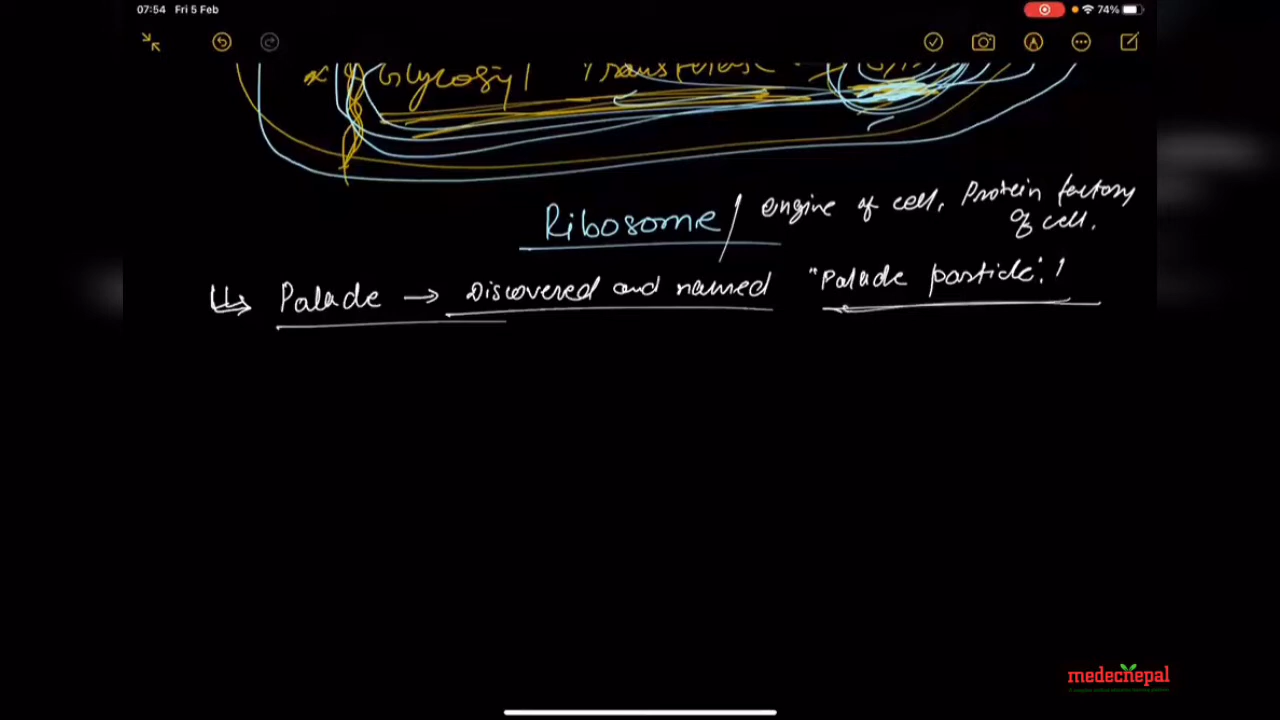 07:54 Fri 5 Feb 74%
Glycosyl Transferase
Ribosome / engine of cell. Protein factory
of cell.
Palade → Discovered and named "Palade particle".
medecnepal